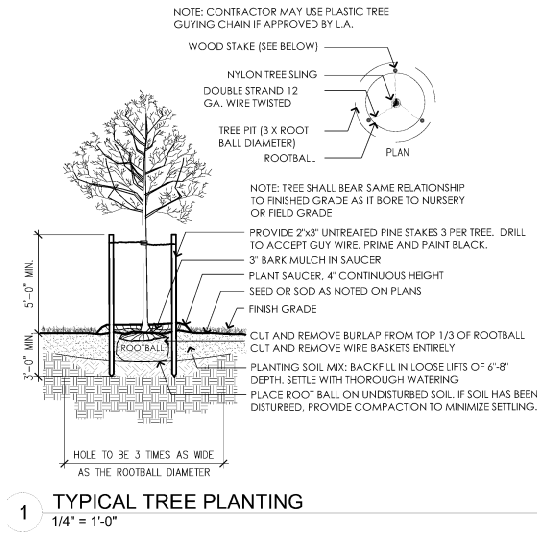 NOTE: CONTRACTOR MAY USE PLASTIC TREE
GUYING CHAIN IF APPROVED BY L.A.
WOOD STAKE (SEE BELOW)
NYLON TREE SLING
DOUBLE STRAND 12
GA. WIRE TWISTED
TREE PIT (3 X ROOT
BALL DIAMETER)
ROOTBALL
PLAN
NOTE: TREE SHALL BEAR SAME RELATIONSHIP
TO FINISHED GRADE AS IT BORE TO NURSERY
OR FIELD GRADE
PROVIDE 2"x3" UNTREATED PINE STAKES 3 PER TREE. DRILL
TO ACCEPT GUY WIRE. PRIME AND PAINT BLACK.
3" BARK MULCH IN SAUCER
PLANT SAUCER, 4" CONTINUOUS HEIGHT
SEED OR SOD AS NOTED ON PLANS
FINISH GRADE
5'-0" MIN.
3'-0" MIN.
ROOTBALL
CUT AND REMOVE BURLAP FROM TOP 1/3 OF ROOTBALL
CUT AND REMOVE WIRE BASKETS ENTIRELY
PLANTING SOIL MIX: BACKFILL IN LOOSE LIFTS OF 6"-8"
DEPTH. SETTLE WITH THOROUGH WATERING
PLACE ROOT BALL ON UNDISTURBED SOIL. IF SOIL HAS BEEN
DISTURBED, PROVIDE COMPACTON TO MINIMIZE SETTLING.
HOLE TO BE 3 TIMES AS WIDE
AS THE ROOTBALL DIAMETER
1
TYPICAL TREE PLANTING
1/4" = 1'-0"